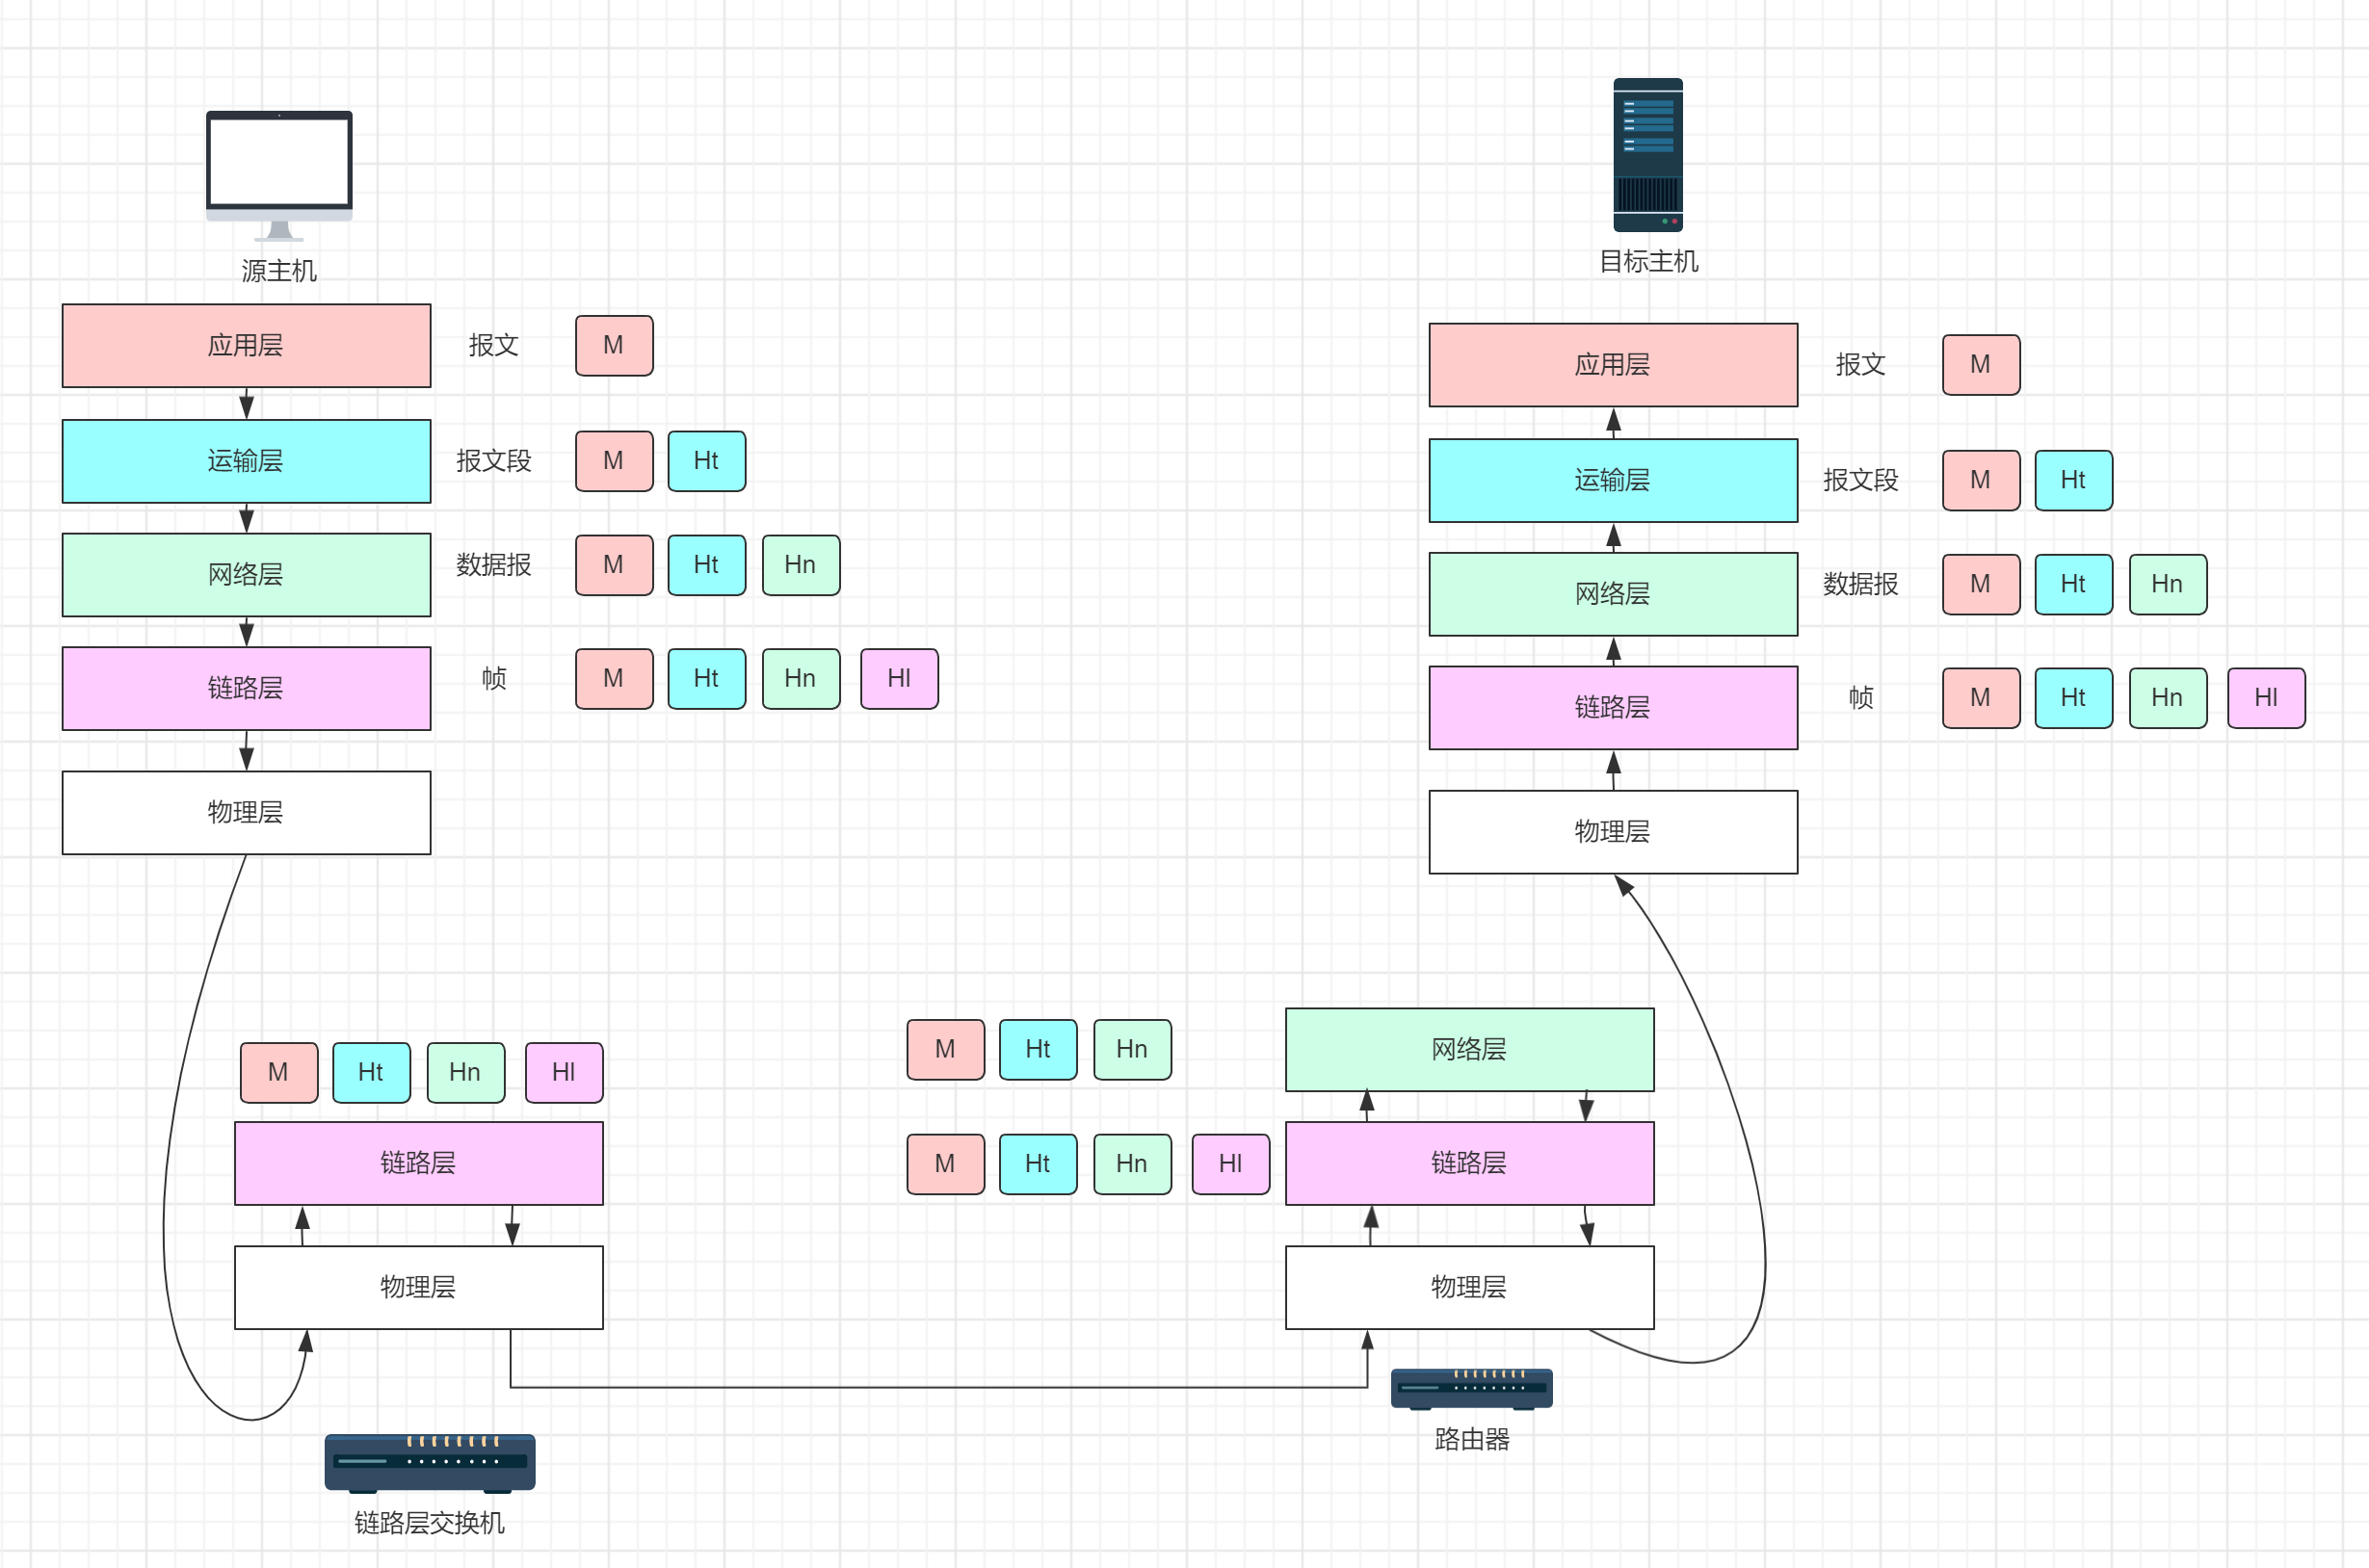 源主机
应用层 报文 M
运输层 报文段 M Ht
网络层 数据报 M Ht Hn
链路层 帧 M Ht Hn Hl
物理层
目标主机
应用层 报文 M
运输层 报文段 M Ht
网络层 数据报 M Ht Hn
链路层 帧 M Ht Hn Hl
物理层
M Ht Hn Hl
链路层
物理层
链路层交换机
M Ht Hn 网络层
M Ht Hn Hl 链路层
物理层
路由器